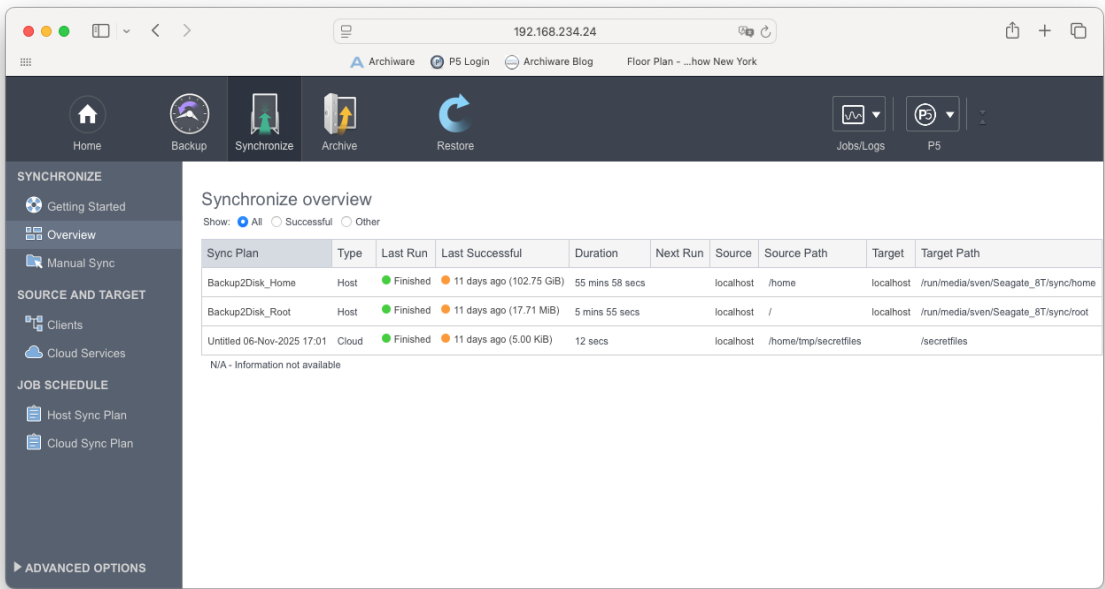 192.168.234.24
Archiware P5 Login Archiware Blog Floor Plan - ...how New York
Home Backup Synchronize Archive Restore Jobs/Logs P5
P5
SYNCHRONIZE
Getting Started
Overview
Manual Sync
SOURCE AND TARGET
Clients
Cloud Services
JOB SCHEDULE
Host Sync Plan
Cloud Sync Plan
ADVANCED OPTIONS
Synchronize overview
Show: All Successful Other
Sync Plan Type Last Run Last Successful Duration Next Run Source Source Path Target Target Path
Backup2Disk_Home Host Finished 11 days ago (102.75 GiB) 55 mins 58 secs localhost /home localhost /run/media/sven/Seagate_8T/sync/home
Backup2Disk_Root Host Finished 11 days ago (17.71 MiB) 5 mins 55 secs localhost / localhost /run/media/sven/Seagate_8T/sync/root
Untitled 06-Nov-2025 17:01 Cloud Finished 11 days ago (5.00 KiB) 12 secs localhost /home/tmp/secretfiles /secretfiles
N/A - Information not available